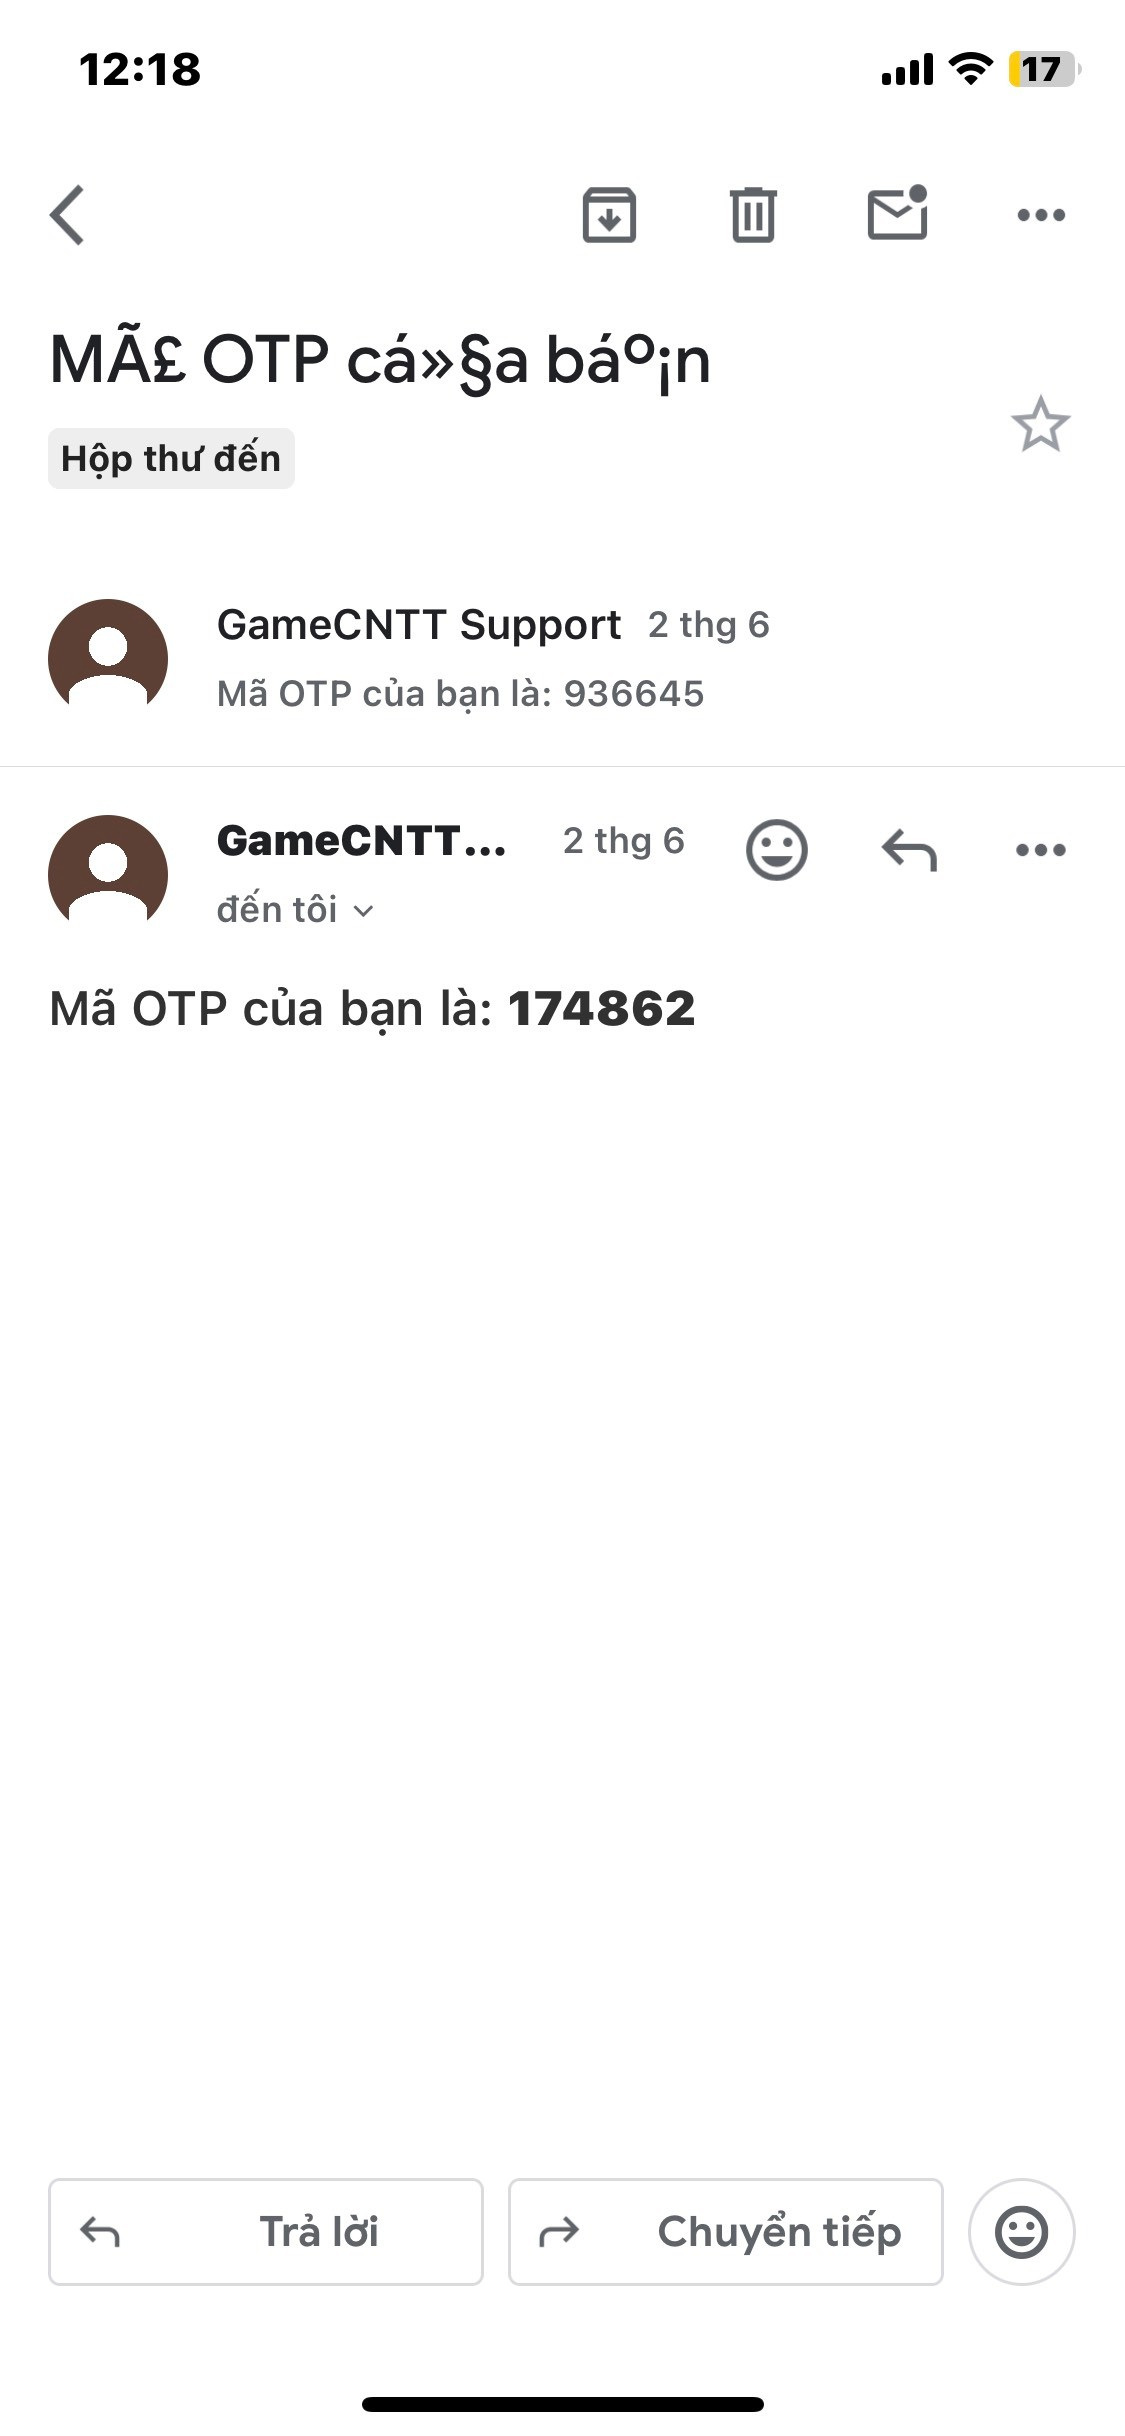 12:18
17
MÃ£ OTP cá»§a báº¡n
Hộp thư đến
GameCNTT Support 2 thg 6
Mã OTP của bạn là: 936645
GameCNTT... 2 thg 6
đến tôi
Mã OTP của bạn là: 174862
Trả lời
Chuyển tiếp